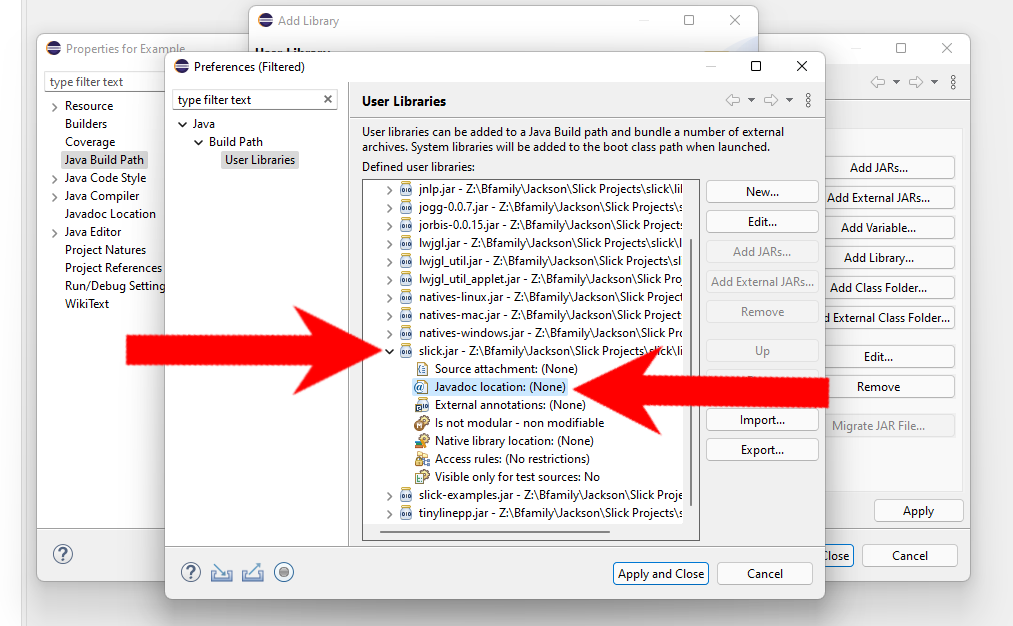 Add Library
User Library
Properties for Example
type filter text
Resource
Builders
Coverage
Java Build Path
Java Code Style
Java Compiler
Javadoc Location
Java Editor
Project Natures
Project References
Run/Debug Setting
WikiText
Preferences (Filtered)
type filter text
Java
Build Path
User Libraries
User Libraries
User libraries can be added to a Java Build path and bundle a number of external
archives. System libraries will be added to the boot class path when launched.
Defined user libraries:
jnlp.jar - Z:\Bfamily\Jackson\Slick Projects\slick\lil
jogg-0.0.7.jar - Z:\Bfamily\Jackson\Slick Projects\s
jorbis-0.0.15.jar - Z:\Bfamily\Jackson\Slick Projects
lwjgl.jar - Z:\Bfamily\Jackson\Slick Projects\slick\l
lwjgl_util.jar - Z:\Bfamily\Jackson\Slick Projects\sl
lwjgl_util_applet.jar - Z:\Bfamily\Jackson\Slick Pro
natives-linux.jar - Z:\Bfamily\Jackson\Slick Project
natives-mac.jar - Z:\Bfamily\Jackson\Slick Project
natives-windows.jar - Z:\Bfamily\Jackson\Slick Pro
slick.jar - Z:\Bfamily\Jackson\Slick Projects\slick\li
Source attachment: (None)
Javadoc location: (None)
External annotations: (None)
Is not modular - non modifiable
Native library location: (None)
Access rules: (No restrictions)
Visible only for test sources: No
slick-examples.jar - Z:\Bfamily\Jackson\Slick Proje
tinylinepp.jar - Z:\Bfamily\Jackson\Slick Projects\s
New...
Edit...
Add JARs...
Add External JARs...
Remove
Up
Import...
Export...
Apply and Close
Cancel
Add JARs...
Add External JARs...
Add Variable...
Add Library...
Add Class Folder...
d External Class Folder...
Edit...
Remove
Migrate JAR File...
Apply
Close
Cancel